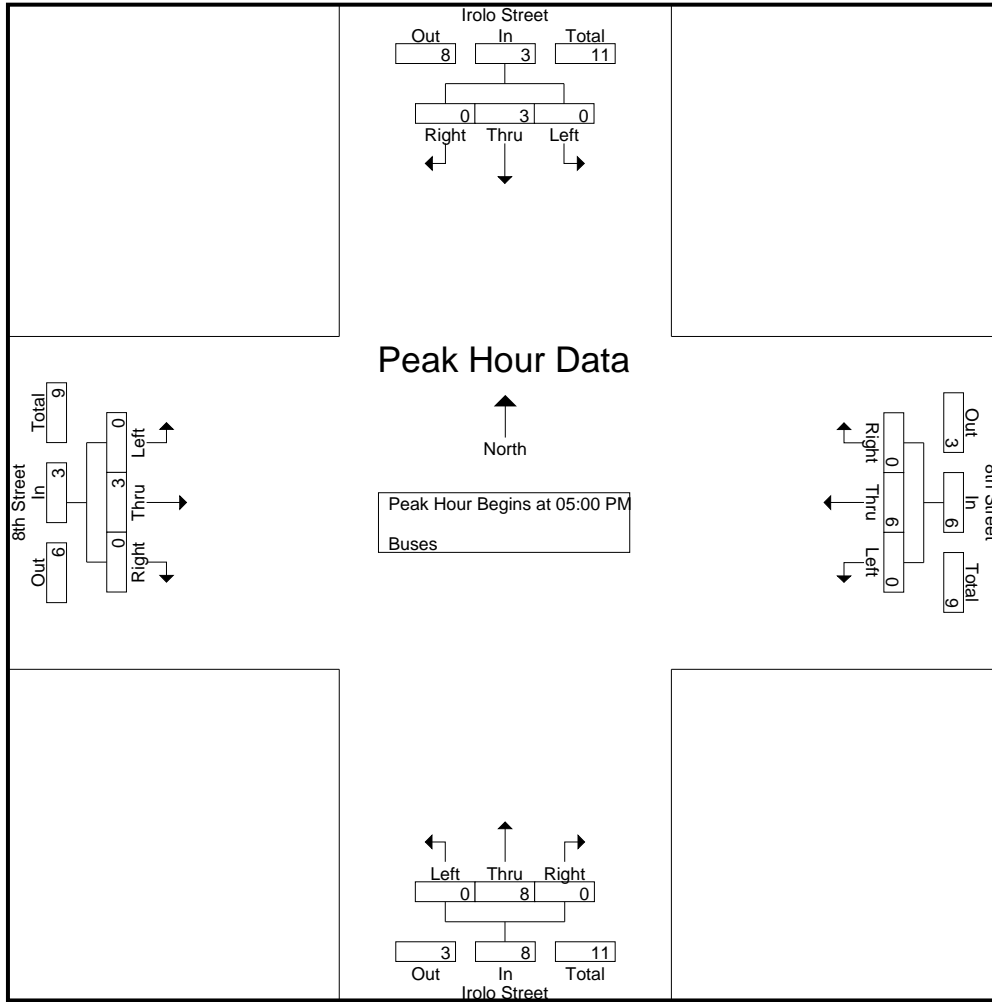 Irolo Street
Out In Total
8 3 11
0 3 0
Right Thru Left
Peak Hour Data
North
Peak Hour Begins at 05:00 PM
Buses
8th Street
Total In Out
9 3 6
0 3 0
Left Thru Right
8th Street
Out In Total
3 6 9
0 6 0
Right Thru Left
Left Thru Right
0 8 0
3 8 11
Out In Total
Irolo Street